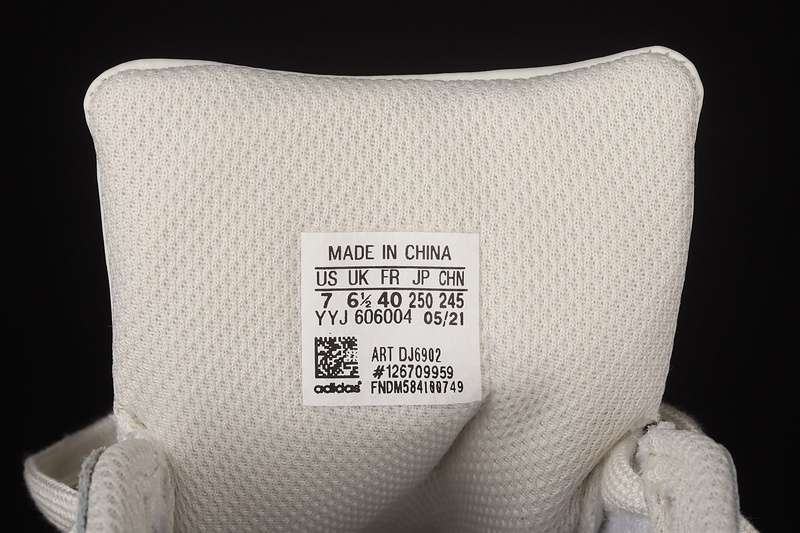 MADE IN CHINA
US UK FR JP CHN
7 6½ 40 250 245
YYJ 606004 05/21
ART DJ6902
#126709959
adidas FNDM584100749